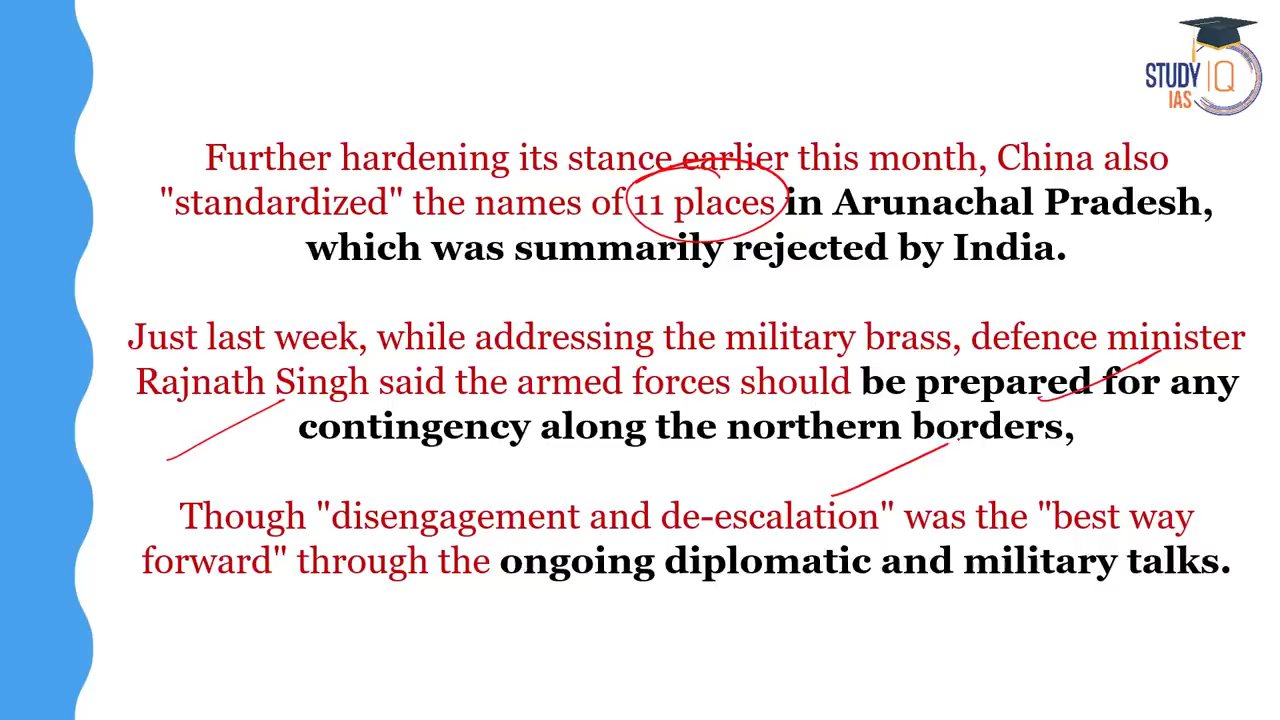 STUDY IQ
IAS
Further hardening its stance earlier this month, China also
"standardized" the names of 11 places in Arunachal Pradesh,
which was summarily rejected by India.
Just last week, while addressing the military brass, defence minister
Rajnath Singh said the armed forces should be prepared for any
contingency along the northern borders,
Though "disengagement and de-escalation" was the "best way
forward" through the ongoing diplomatic and military talks.